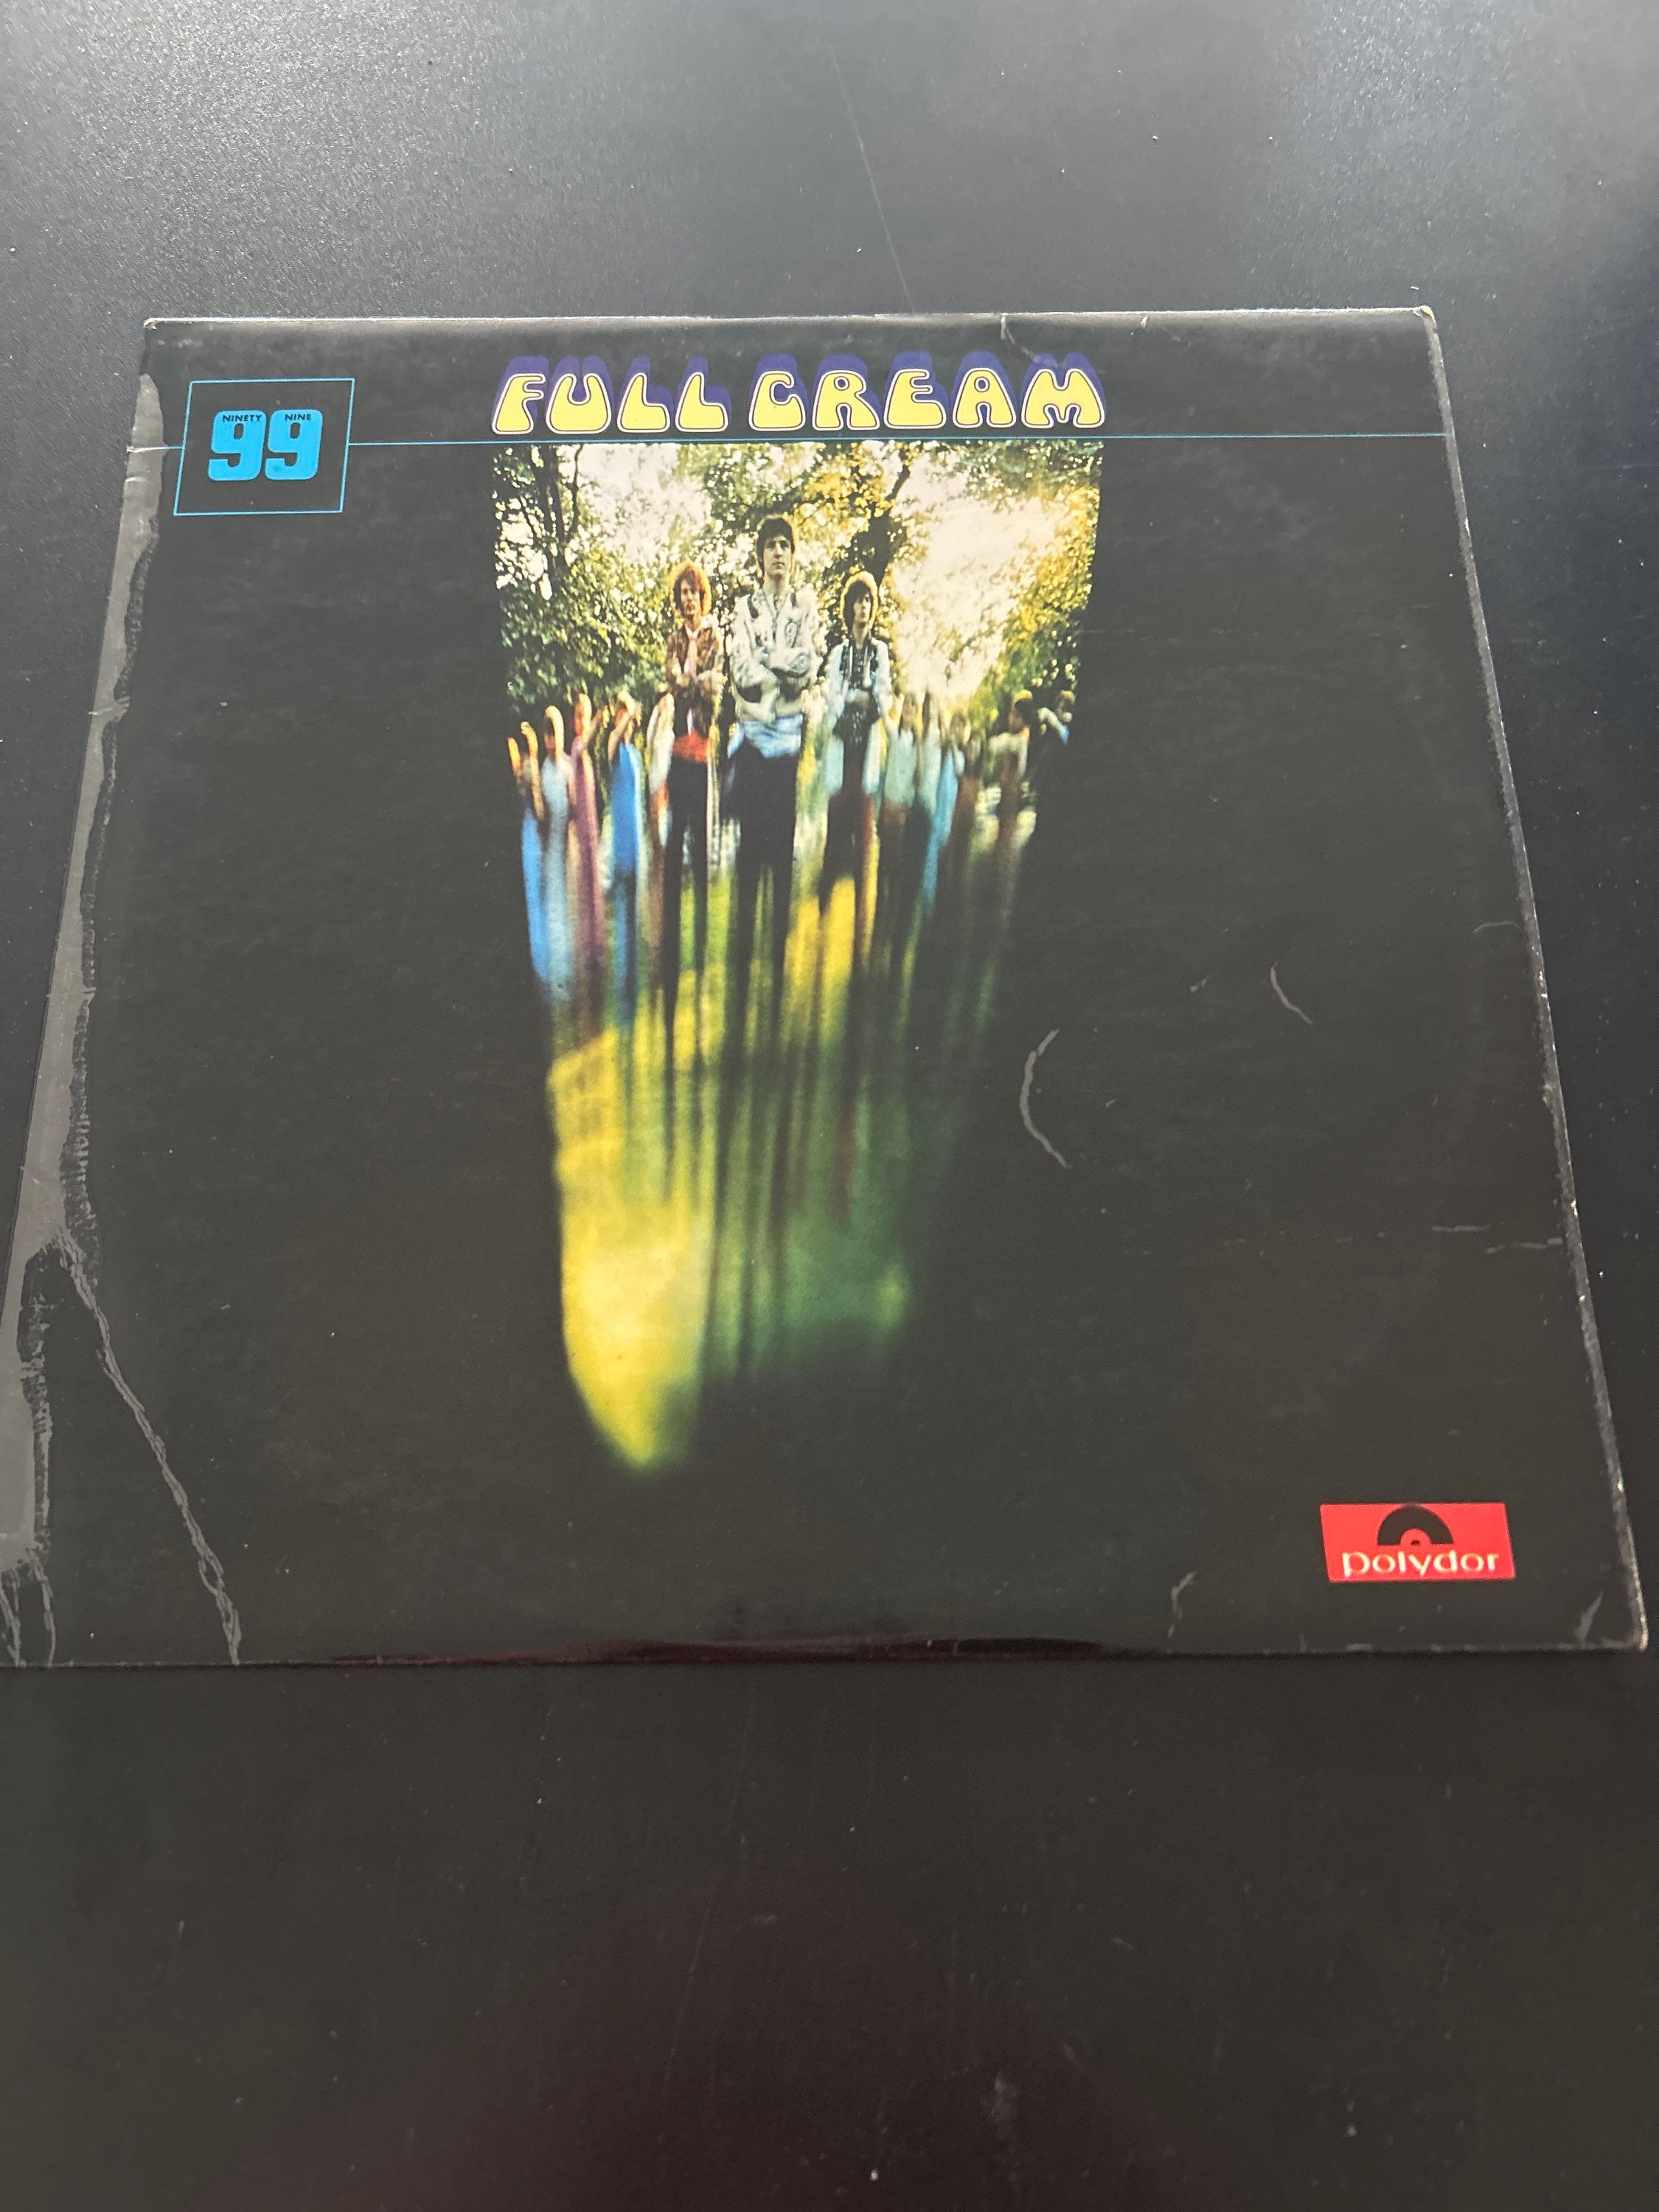 FULL CREAM
NINETY NINE
99
polydor